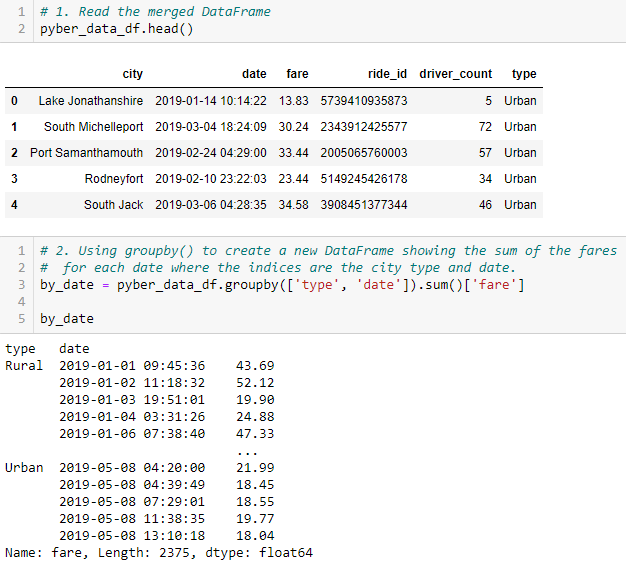 1 # 1. Read the merged DataFrame
2 pyber_data_df.head()
city date fare ride_id driver_count type
0 Lake Jonathanshire 2019-01-14 10:14:22 13.83 5739410935873 5 Urban
1 South Michelleport 2019-03-04 18:24:09 30.24 2343912425577 72 Urban
2 Port Samanthamouth 2019-02-24 04:29:00 33.44 2005065760003 57 Urban
3 Rodneyfort 2019-02-10 23:22:03 23.44 5149245426178 34 Urban
4 South Jack 2019-03-06 04:28:35 34.58 3908451377344 46 Urban
1 # 2. Using groupby() to create a new DataFrame showing the sum of the fares
2 #  for each date where the indices are the city type and date.
3 by_date = pyber_data_df.groupby(['type', 'date']).sum()['fare']
4
5 by_date
type date
Rural 2019-01-01 09:45:36 43.69
2019-01-02 11:18:32 52.12
2019-01-03 19:51:01 19.90
2019-01-04 03:31:26 24.88
2019-01-06 07:38:40 47.33
...
Urban 2019-05-08 04:20:00 21.99
2019-05-08 04:39:49 18.45
2019-05-08 07:29:01 18.55
2019-05-08 11:38:35 19.77
2019-05-08 13:10:18 18.04
Name: fare, Length: 2375, dtype: float64